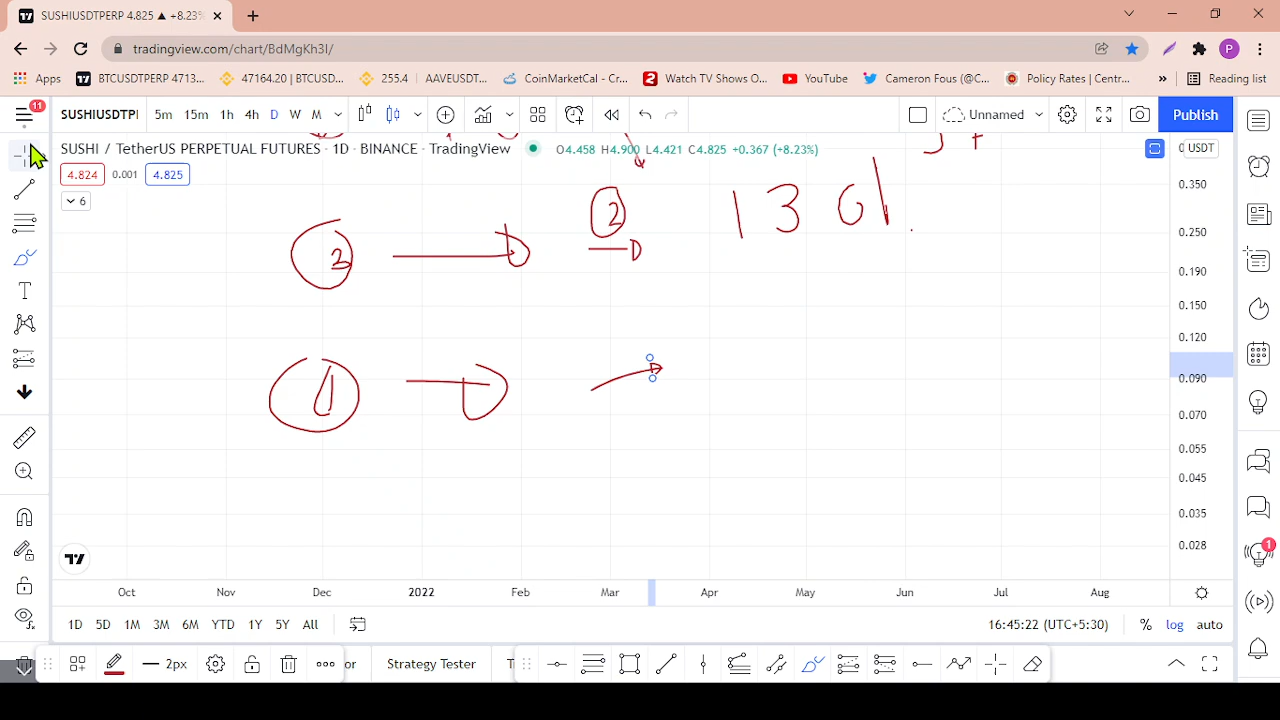 SUSHIUSDTPERP 4.825 ▲ +8.23%
tradingview.com/chart/BdMgKh3I/
P
Apps BTCUSDTPERP 4713... 47164.20 | BTCUSD... 255.4 AAVEUSDT... CoinMarketCal - Cr... Watch TV Shows O... YouTube Cameron Fous (@C... Policy Rates | Centr... » Reading list
11 SUSHIUSDTPI 5m 15m 1h 4h D W M Unnamed Publish
SUSHI / TetherUS PERPETUAL FUTURES · 1D · BINANCE · TradingView O4.458 H4.900 L4.421 C4.825 +0.367 (+8.23%) USDT
4.824 0.001 4.825
6
0.350
0.250
0.190
0.150
0.120
0.090
0.070
0.055
0.045
0.035
0.028
2 2 130%
1
Oct Nov Dec 2022 Feb Mar Apr May Jun Jul Aug
1D 5D 1M 3M 6M YTD 1Y 5Y All 16:45:22 (UTC+5:30) % log auto
2px Strategy Tester
1